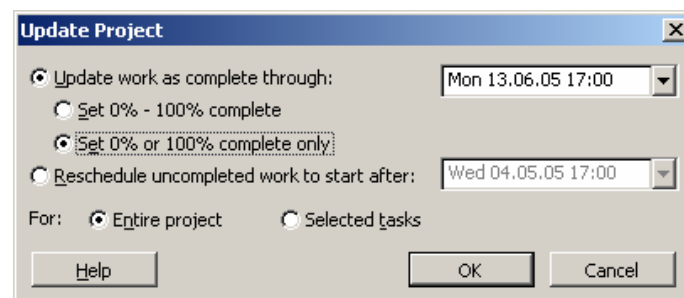 Update Project
Update work as complete through: Mon 13.06.05 17:00
Set 0% - 100% complete
Set 0% or 100% complete only
Reschedule uncompleted work to start after: Wed 04.05.05 17:00
For: Entire project Selected tasks
Help OK Cancel